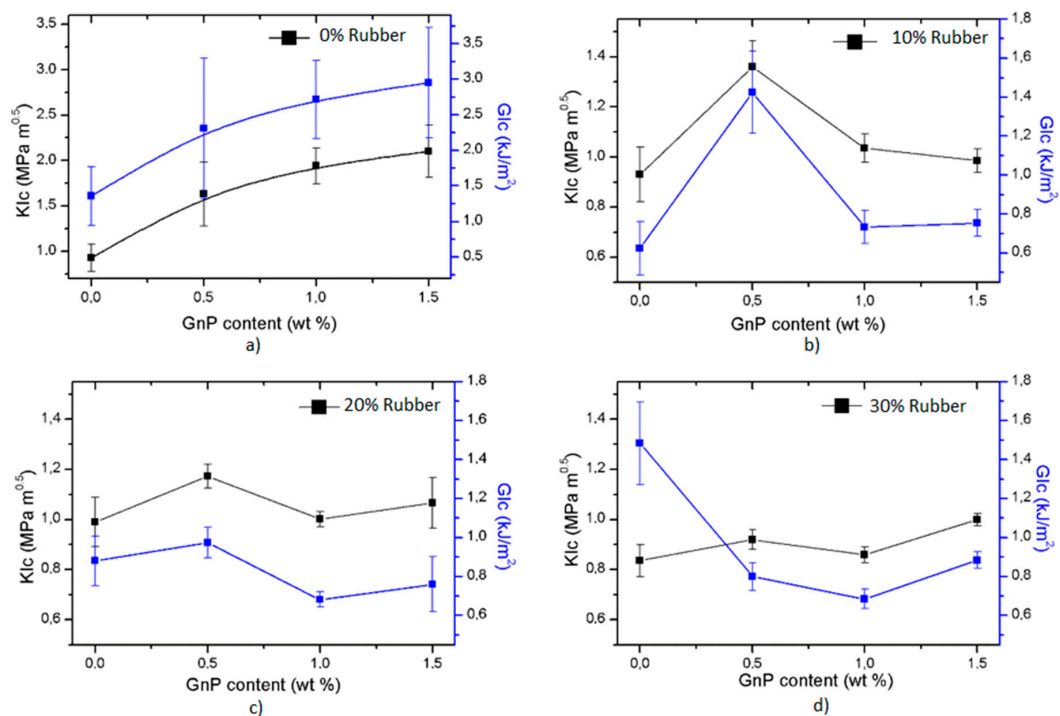 0% Rubber
KIc (MPa m^0.5)
3.5
3.0
2.5
2.0
1.5
1.0
3.5
3.0
2.5
2.0
1.5
1.0
0.5
GIc (kJ/m²)
0,0 0,5 1,0 1.5
GnP content (wt %)
a)
10% Rubber
KIc (MPa m^0.5)
1.4
1.2
1.0
0.8
0.6
1,8
1,6
1,4
1,2
1,0
0,8
0,6
GIc (kJ/m²)
0,0 0,5 1,0 1.5
GnP content (wt %)
b)
20% Rubber
KIc (MPa m^0.5)
1,4
1,2
1,0
0,8
0,6
1,8
1,6
1,4
1,2
1,0
0,8
0,6
GIc (kJ/m²)
0,0 0,5 1,0 1.5
GnP content (wt %)
c)
30% Rubber
KIc (MPa m^0.5)
1,4
1,2
1,0
0,8
0,6
1,8
1,6
1,4
1,2
1,0
0,8
0,6
GIc (kJ/m²)
0,0 0,5 1,0 1.5
GnP content (wt %)
d)